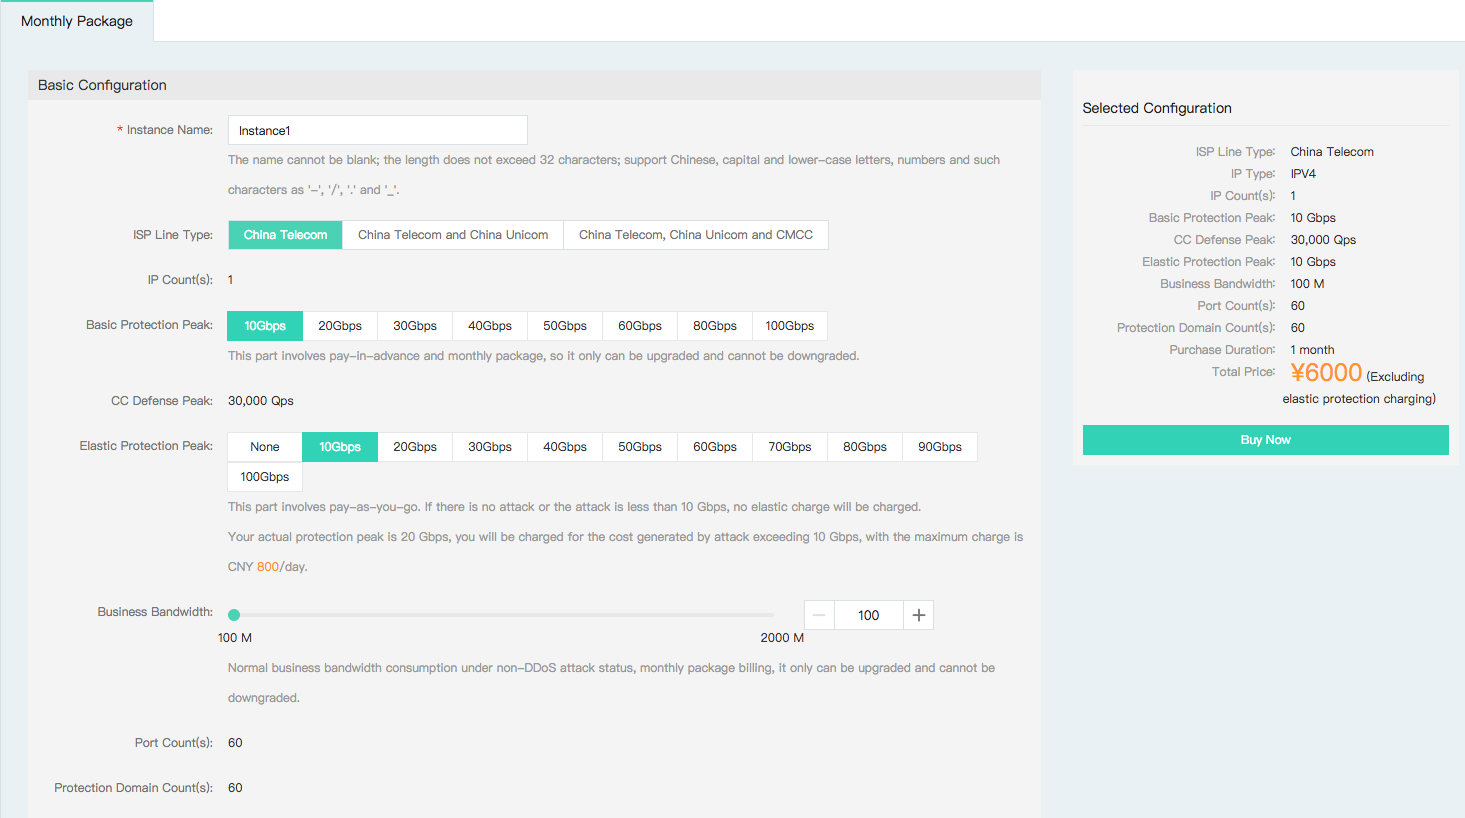 Monthly Package
Basic Configuration
* Instance Name: Instance1
The name cannot be blank; the length does not exceed 32 characters; support Chinese, capital and lower-case letters, numbers and such
characters as '-', '/', '.' and '_'.
ISP Line Type: China Telecom China Telecom and China Unicom China Telecom, China Unicom and CMCC
IP Count(s): 1
Basic Protection Peak: 10Gbps 20Gbps 30Gbps 40Gbps 50Gbps 60Gbps 80Gbps 100Gbps
This part involves pay-in-advance and monthly package, so it only can be upgraded and cannot be downgraded.
CC Defense Peak: 30,000 Qps
Elastic Protection Peak: None 10Gbps 20Gbps 30Gbps 40Gbps 50Gbps 60Gbps 70Gbps 80Gbps 90Gbps
100Gbps
This part involves pay-as-you-go. If there is no attack or the attack is less than 10 Gbps, no elastic charge will be charged.
Your actual protection peak is 20 Gbps, you will be charged for the cost generated by attack exceeding 10 Gbps, with the maximum charge is
CNY 800/day.
Business Bandwidth: 100
100 M 2000 M
Normal business bandwidth consumption under non-DDoS attack status, monthly package billing, it only can be upgraded and cannot be
downgraded.
Port Count(s): 60
Protection Domain Count(s): 60
Selected Configuration
ISP Line Type: China Telecom
IP Type: IPV4
IP Count(s): 1
Basic Protection Peak: 10 Gbps
CC Defense Peak: 30,000 Qps
Elastic Protection Peak: 10 Gbps
Business Bandwidth: 100 M
Port Count(s): 60
Protection Domain Count(s): 60
Purchase Duration: 1 month
Total Price: ¥6000 (Excluding
elastic protection charging)
Buy Now